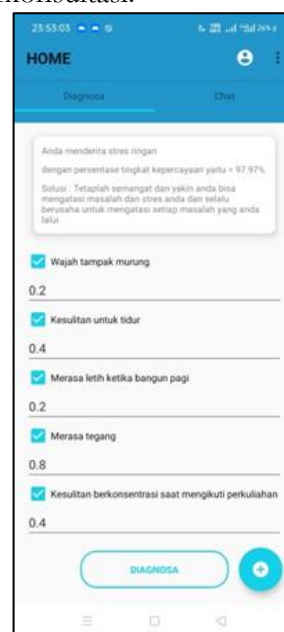 konsultasi.
23:53:03
HOME
Diagnosa
Chat
Anda menderita stres ringan
dengan persentase tingkat kepercayaan yaitu = 97.97%
Solusi : Tetaplah semangat dan yakin anda bisa
mengatasi masalah dan stres anda dan selalu
berusaha untuk mengatasi setiap masalah yang anda
lalui
Wajah tampak murung
0.2
Kesulitan untuk tidur
0.4
Merasa letih ketika bangun pagi
0.2
Merasa tegang
0.8
Kesulitan berkonsentrasi saat mengikuti perkuliahan
0.4
DIAGNOSA